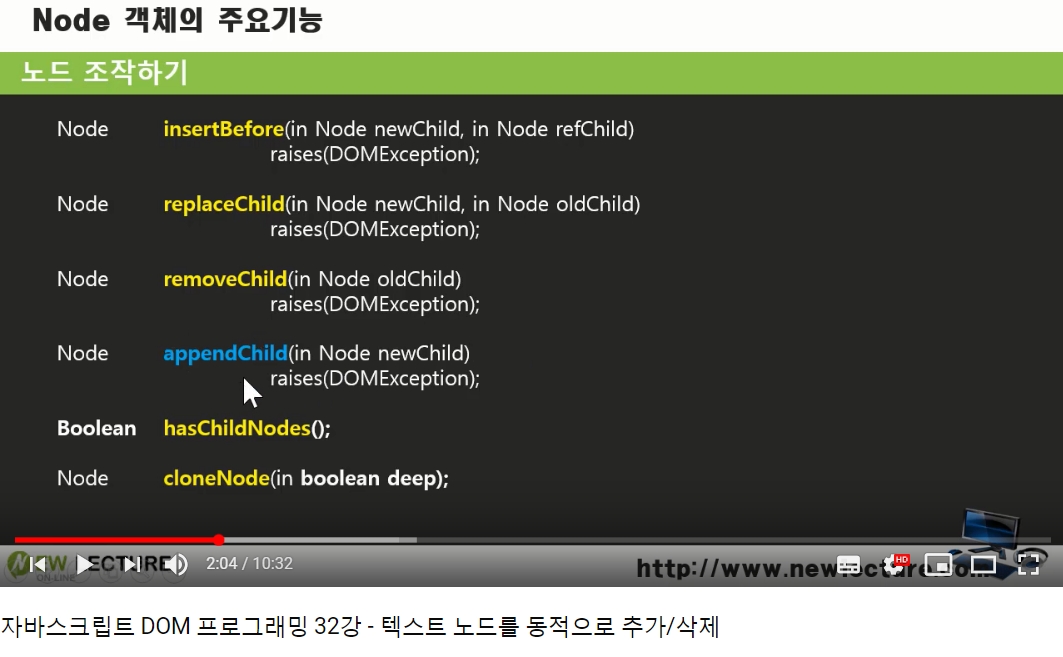 Node 객체의 주요기능
노드 조작하기
Node insertBefore(in Node newChild, in Node refChild)
raises(DOMException);
Node replaceChild(in Node newChild, in Node oldChild)
raises(DOMException);
Node removeChild(in Node oldChild)
raises(DOMException);
Node appendChild(in Node newChild)
raises(DOMException);
Boolean hasChildNodes();
Node cloneNode(in boolean deep);
NEW LECTURE
ON-LINE
2:04 / 10:32
http://www.newlecture.com
HD
자바스크립트 DOM 프로그래밍 32강 - 텍스트 노드를 동적으로 추가/삭제